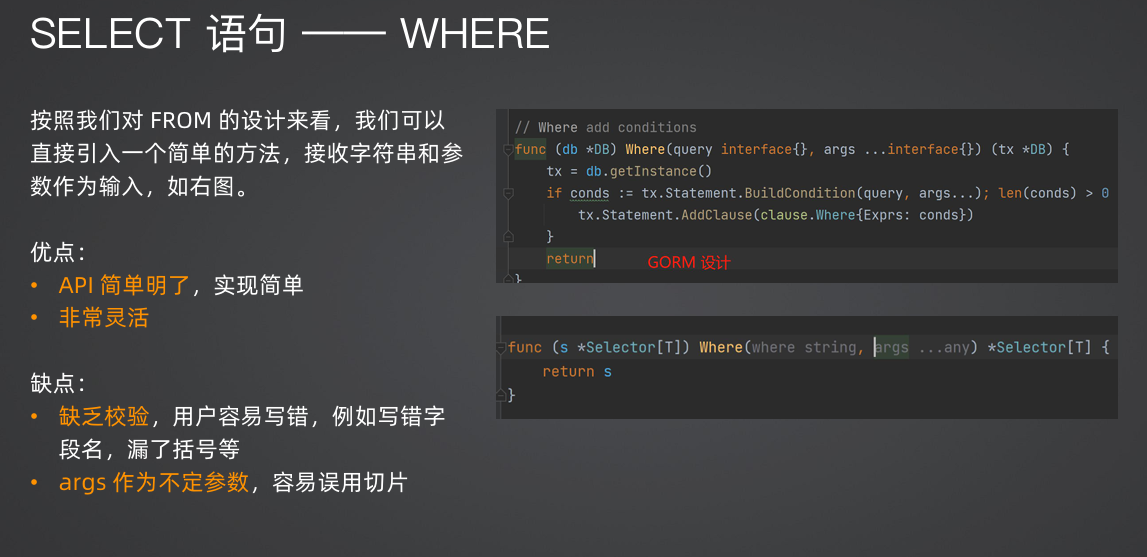 SELECT 语句 —— WHERE
按照我们对 FROM 的设计来看，我们可以
直接引入一个简单的方法，接收字符串和参
数作为输入，如右图。
优点：
• API 简单明了，实现简单
• 非常灵活
缺点：
• 缺乏校验，用户容易写错，例如写错字
段名，漏了括号等
• args 作为不定参数，容易误用切片
// Where add conditions
func (db *DB) Where(query interface{}, args ...interface{}) (tx *DB) {
tx = db.getInstance()
if conds := tx.Statement.BuildCondition(query, args...); len(conds) > 0
tx.Statement.AddClause(clause.Where{Exprs: conds})
}
return
GORM 设计
}
func (s *Selector[T]) Where(where string, args ...any) *Selector[T] {
return s
}